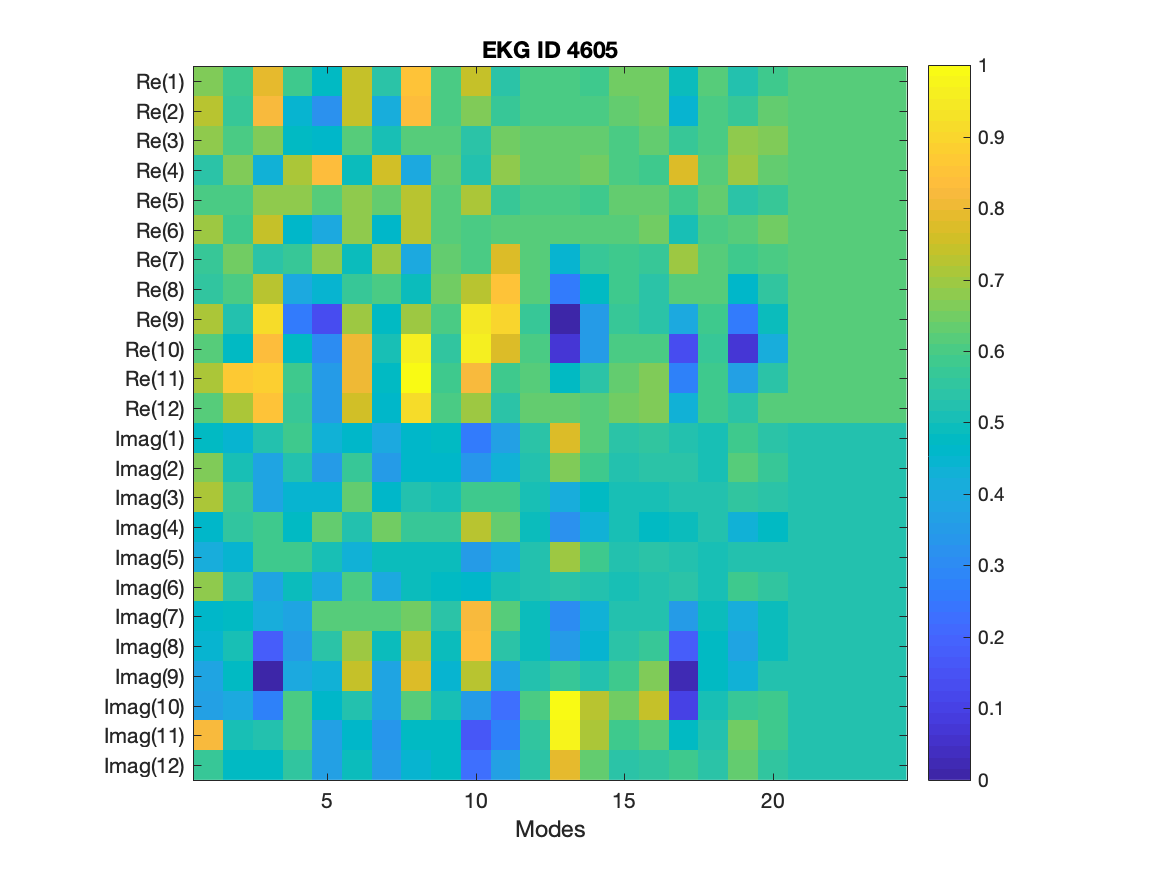 EKG ID 4605
Re(1)
Re(2)
Re(3)
Re(4)
Re(5)
Re(6)
Re(7)
Re(8)
Re(9)
Re(10)
Re(11)
Re(12)
Imag(1)
Imag(2)
Imag(3)
Imag(4)
Imag(5)
Imag(6)
Imag(7)
Imag(8)
Imag(9)
Imag(10)
Imag(11)
Imag(12)
5 10 15 20
Modes
1
0.9
0.8
0.7
0.6
0.5
0.4
0.3
0.2
0.1
0